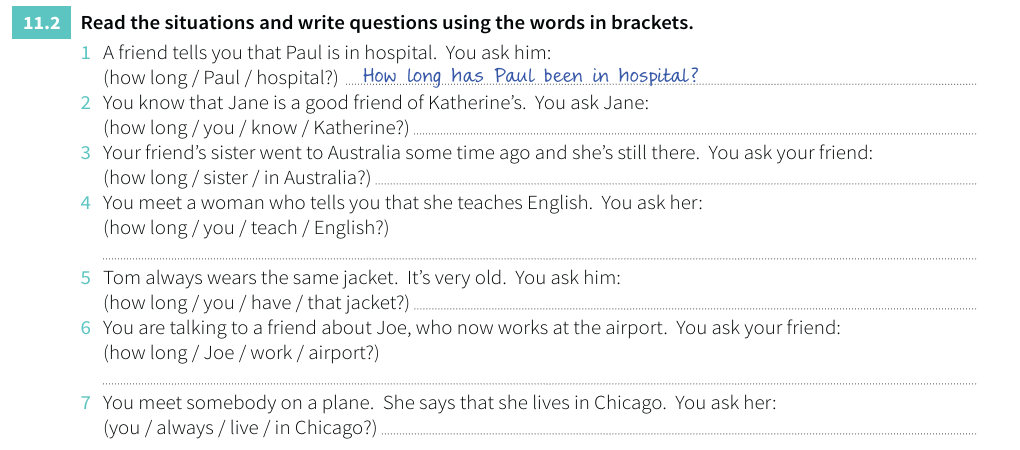 11.2 Read the situations and write questions using the words in brackets.
1 A friend tells you that Paul is in hospital. You ask him:
(how long / Paul / hospital?) How long has Paul been in hospital?
2 You know that Jane is a good friend of Katherine’s. You ask Jane:
(how long / you / know / Katherine?)
3 Your friend’s sister went to Australia some time ago and she’s still there. You ask your friend:
(how long / sister / in Australia?)
4 You meet a woman who tells you that she teaches English. You ask her:
(how long / you / teach / English?)
5 Tom always wears the same jacket. It’s very old. You ask him:
(how long / you / have / that jacket?)
6 You are talking to a friend about Joe, who now works at the airport. You ask your friend:
(how long / Joe / work / airport?)
7 You meet somebody on a plane. She says that she lives in Chicago. You ask her:
(you / always / live / in Chicago?)